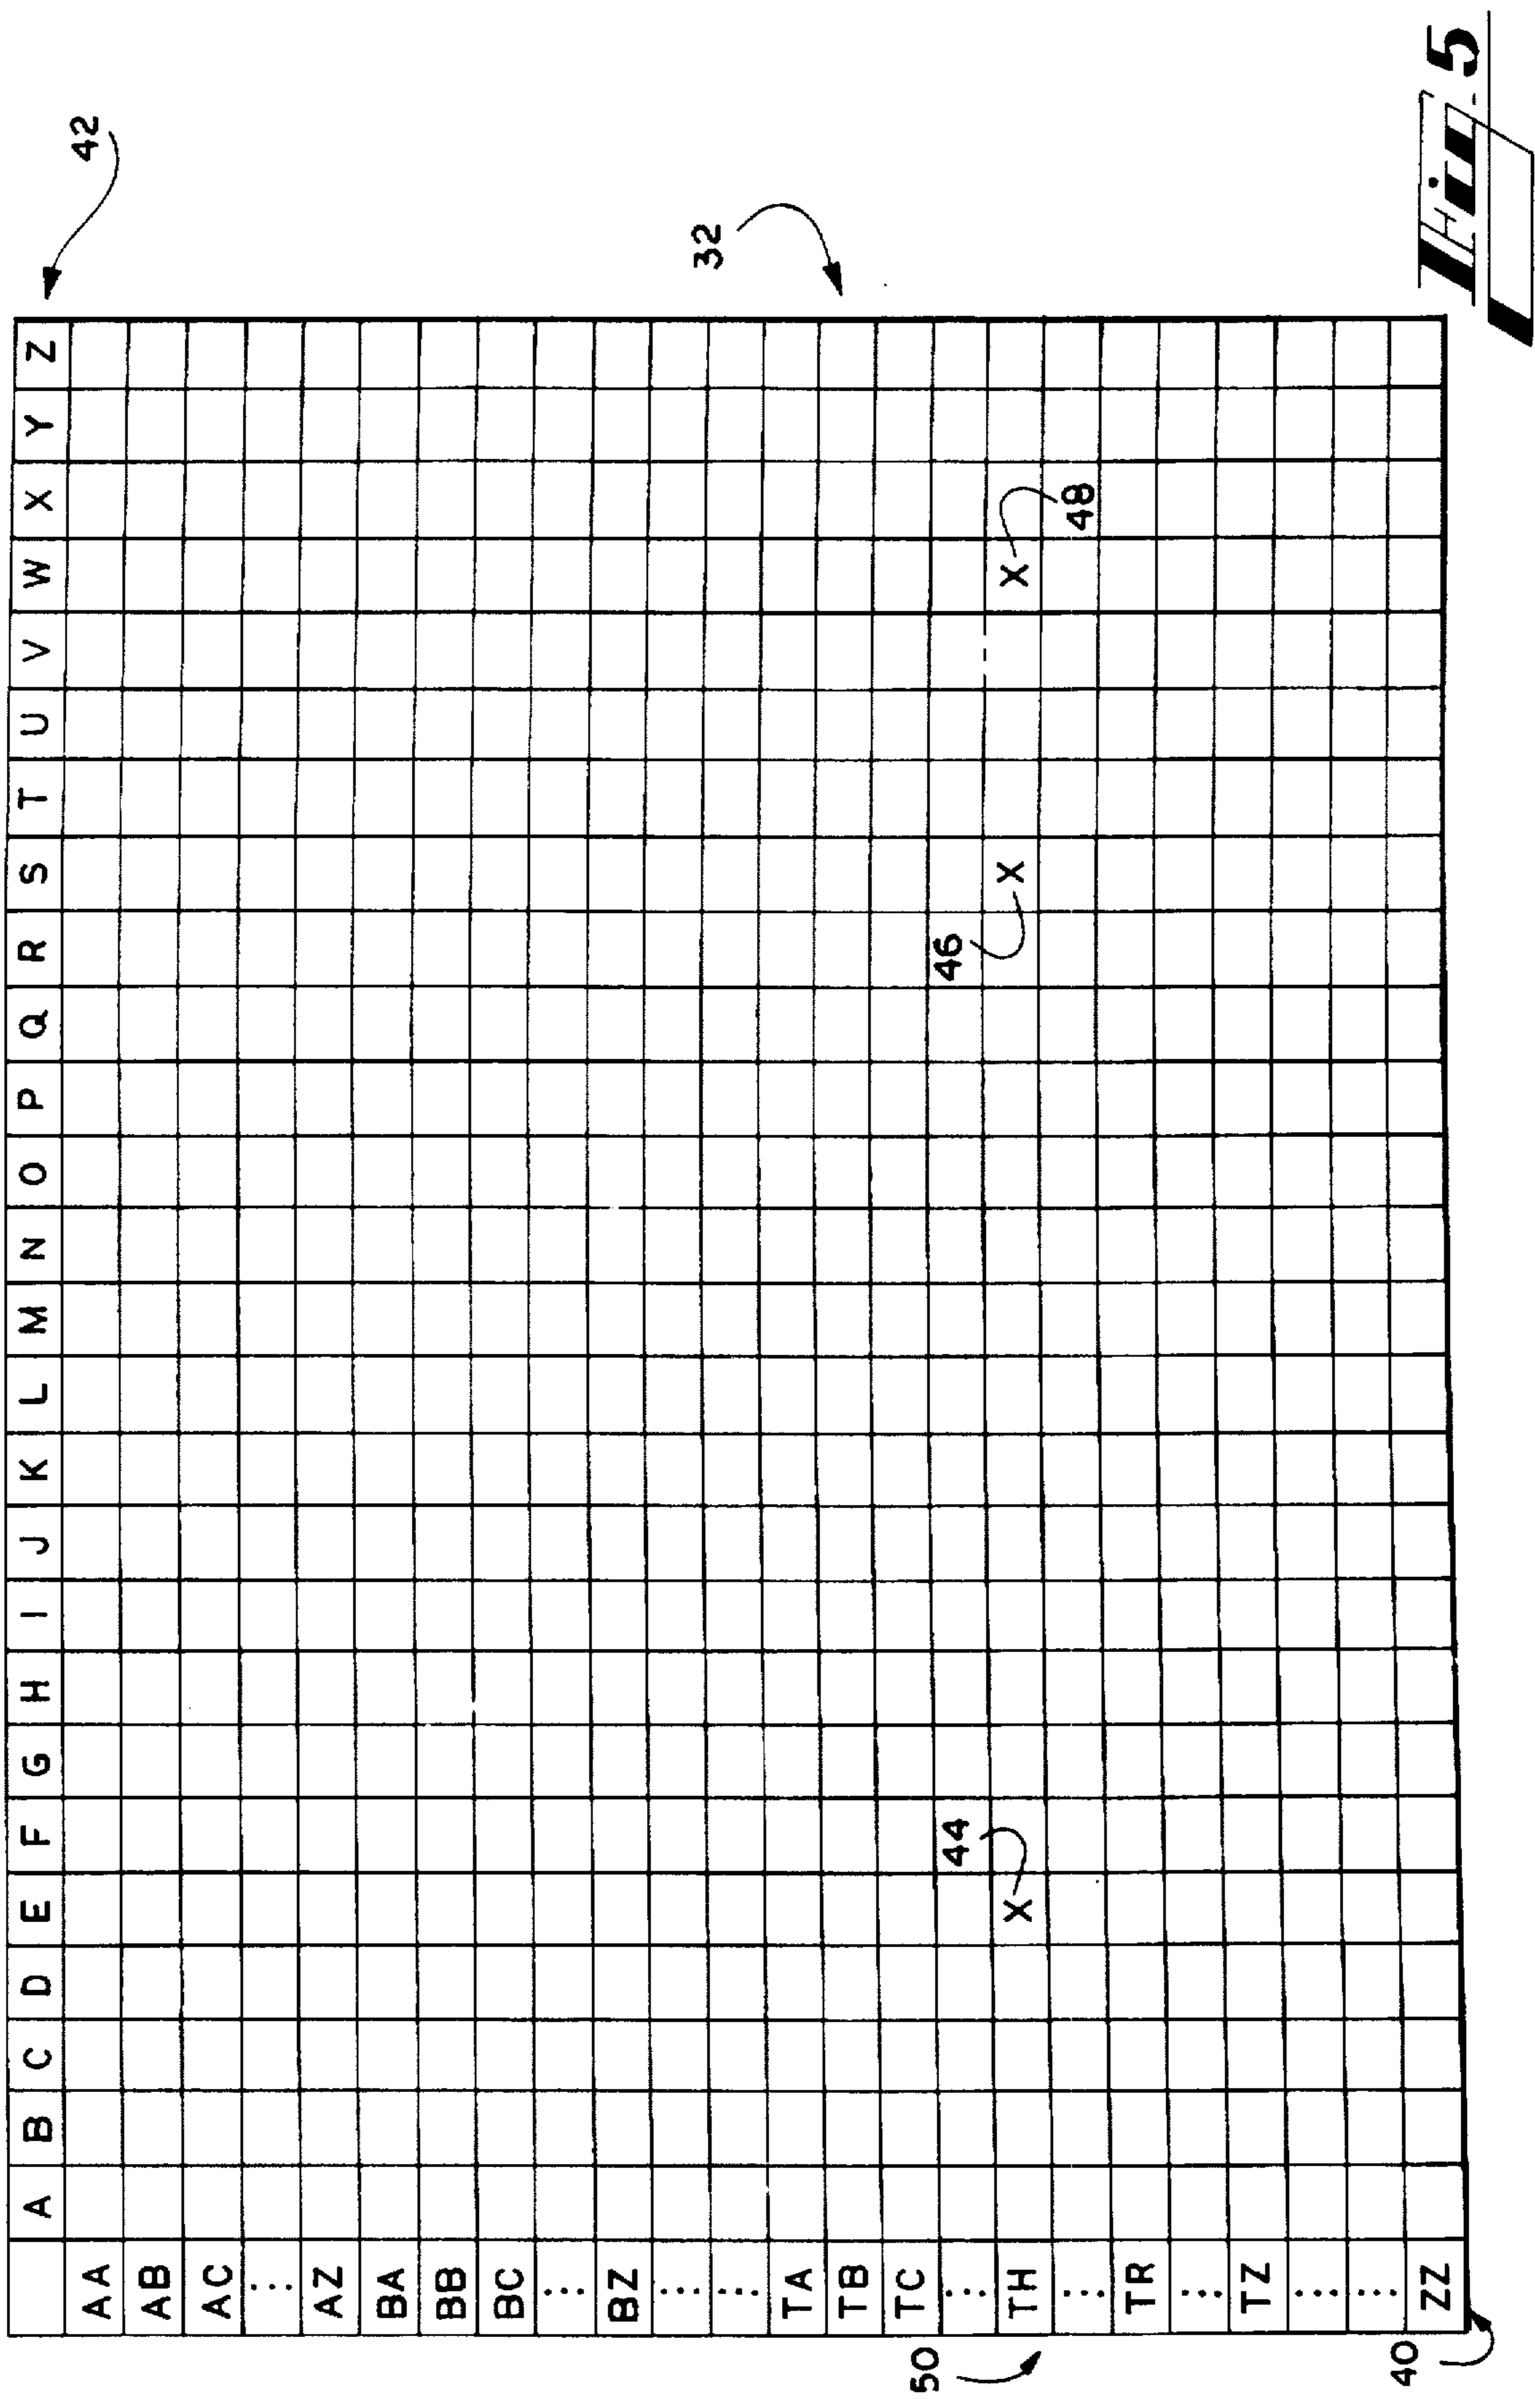 42
A B C D E F G H I J K L M N O P Q R S T U V W X Y Z
AA
AB
AC
...
AZ
BA
BB
BC
...
BZ
...
...
TA
TB
TC
...
50 TH X 44 46 X X 48
...
TR
...
TZ
...
...
40 ZZ
32
Fig. 5